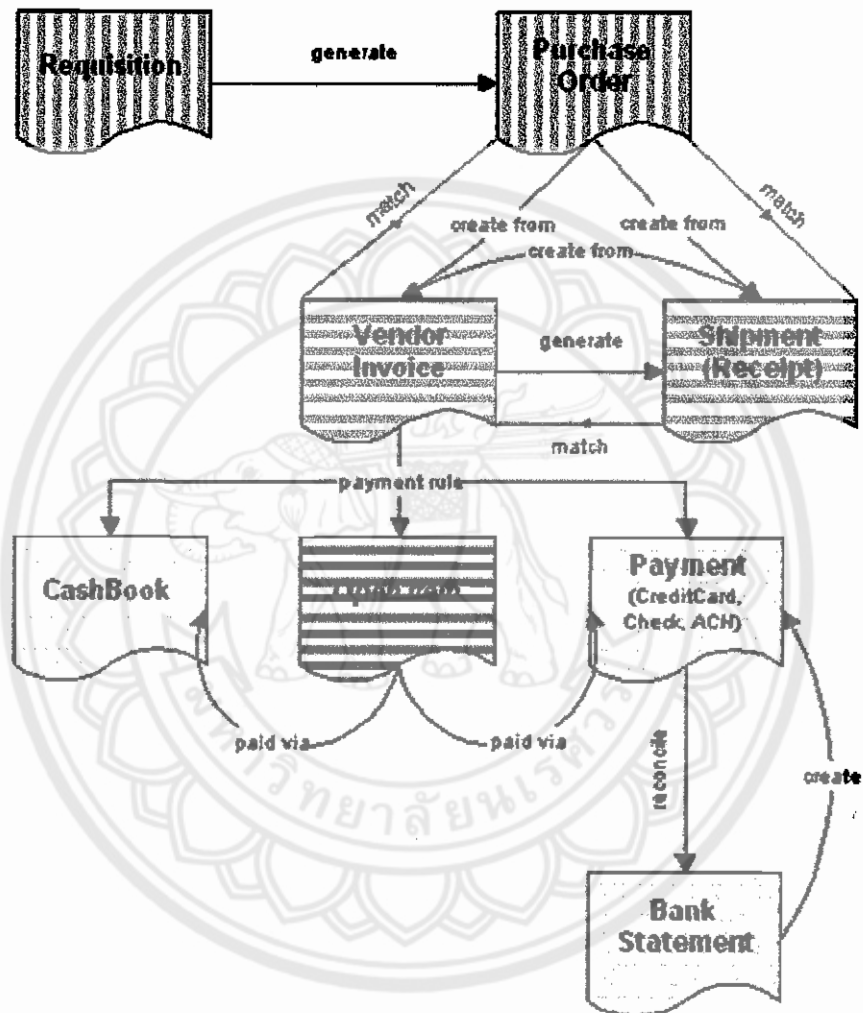 Requisition
generate
Purchase
Order
match
match
create from
create from
create from
Vendor
Invoice
generate
Shipment
(Receipt)
match
payment rule
CashBook
Payment
(CreditCard,
Check, ACH)
paid via
paid via
reconcile
create
Bank
Statement